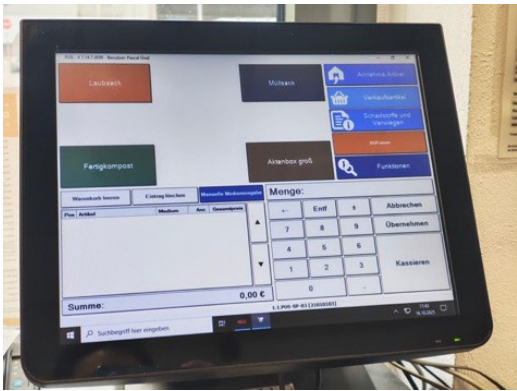 Laubsack
Müllsack
Annahme Artikel
Verkaufsartikel
Schadstoffe und
Verwiegen
Fertigkompost
Aktenbox groß
Funktionen
Warenkorb leeren
Eintrag löschen
Manuelle Medieneingabe
Menge:
Pos Artikel Medium Anz Gesamtpreis
← Entf ± Abbrechen
7 8 9 Übernehmen
4 5 6
1 2 3 Kassieren
0 .
Summe: 0,00 €
Suchbegriff hier eingeben